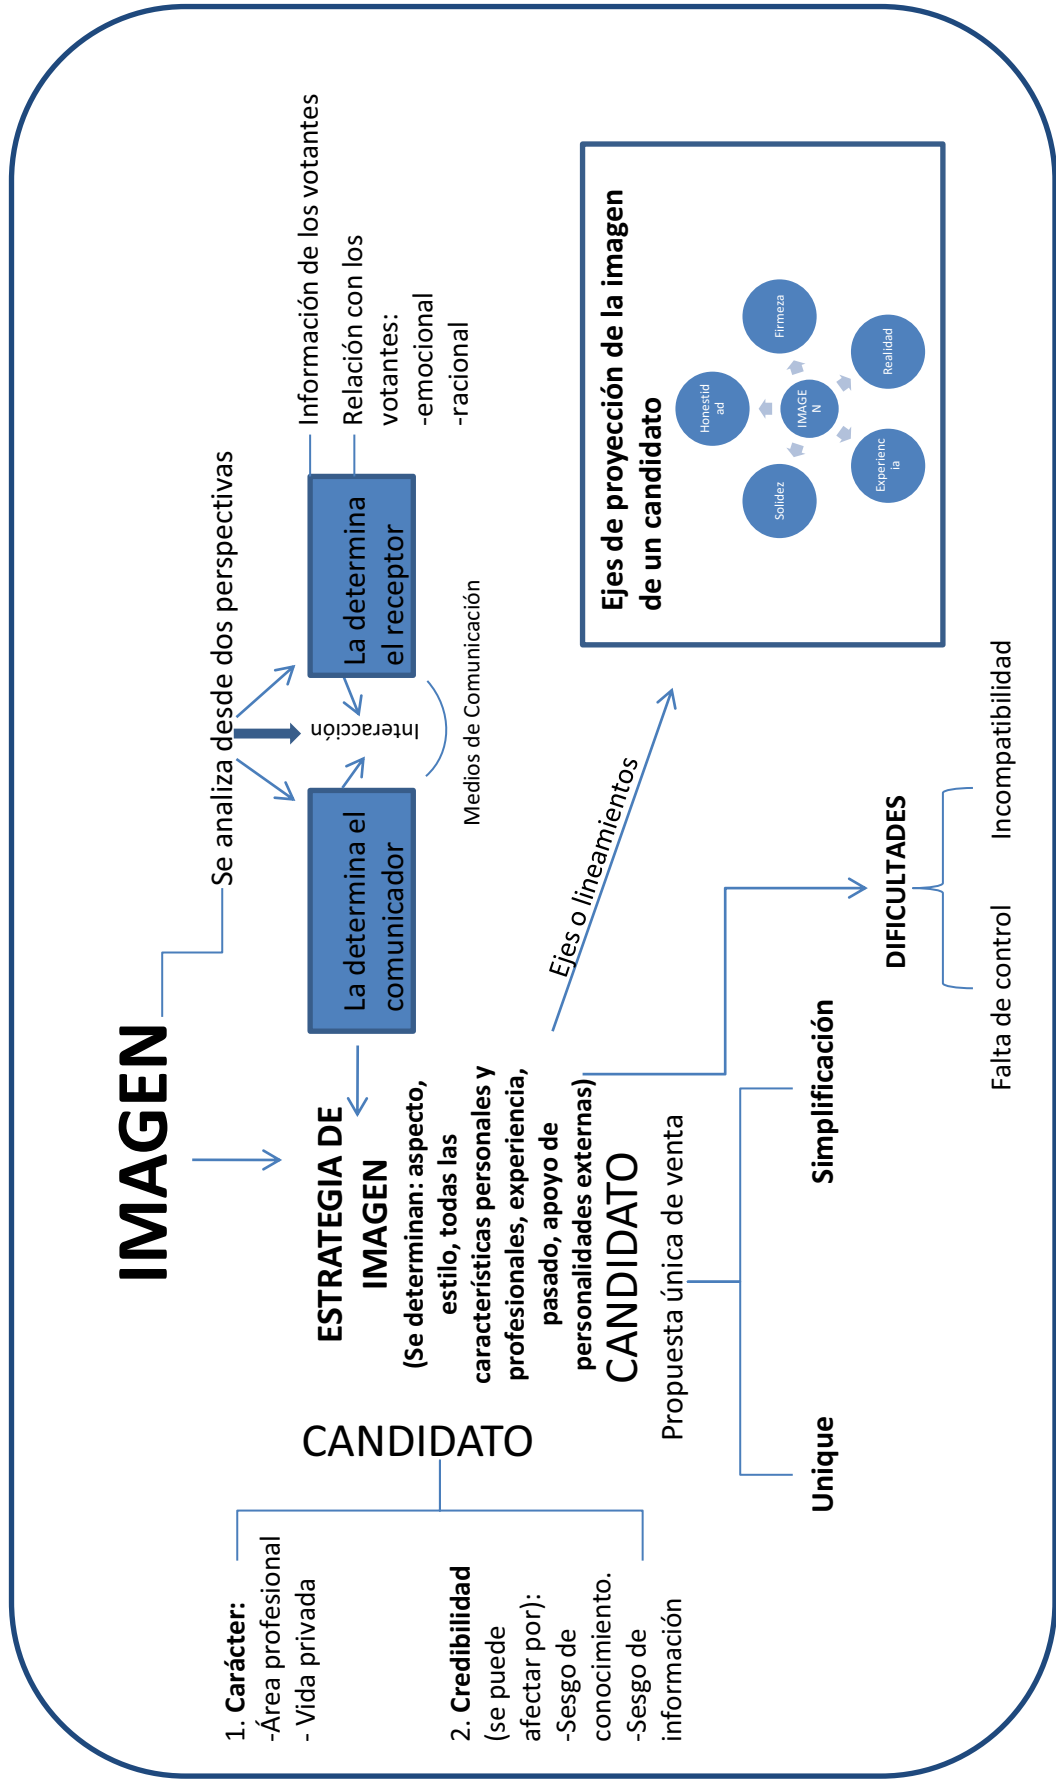 IMAGEN
Se analiza desde dos perspectivas
La determina el
comunicador
Interacción
La determina
el receptor
Medios de Comunicación
Información de los votantes
Relación con los
votantes:
-emocional
-racional
ESTRATEGIA DE
IMAGEN
(Se determinan: aspecto,
estilo, todas las
características personales y
profesionales, experiencia,
pasado, apoyo de
personalidades externas)
CANDIDATO
1. Carácter:
-Área profesional
- Vida privada
2. Credibilidad
(se puede
afectar por):
-Sesgo de
conocimiento.
-Sesgo de
información
CANDIDATO
Propuesta única de venta
Unique
Simplificación
Ejes o lineamientos
DIFICULTADES
Falta de control
Incompatibilidad
Ejes de proyección de la imagen
de un candidato
Honestid
ad
Firmeza
Realidad
Experienc
ia
Solidez
IMAGE
N